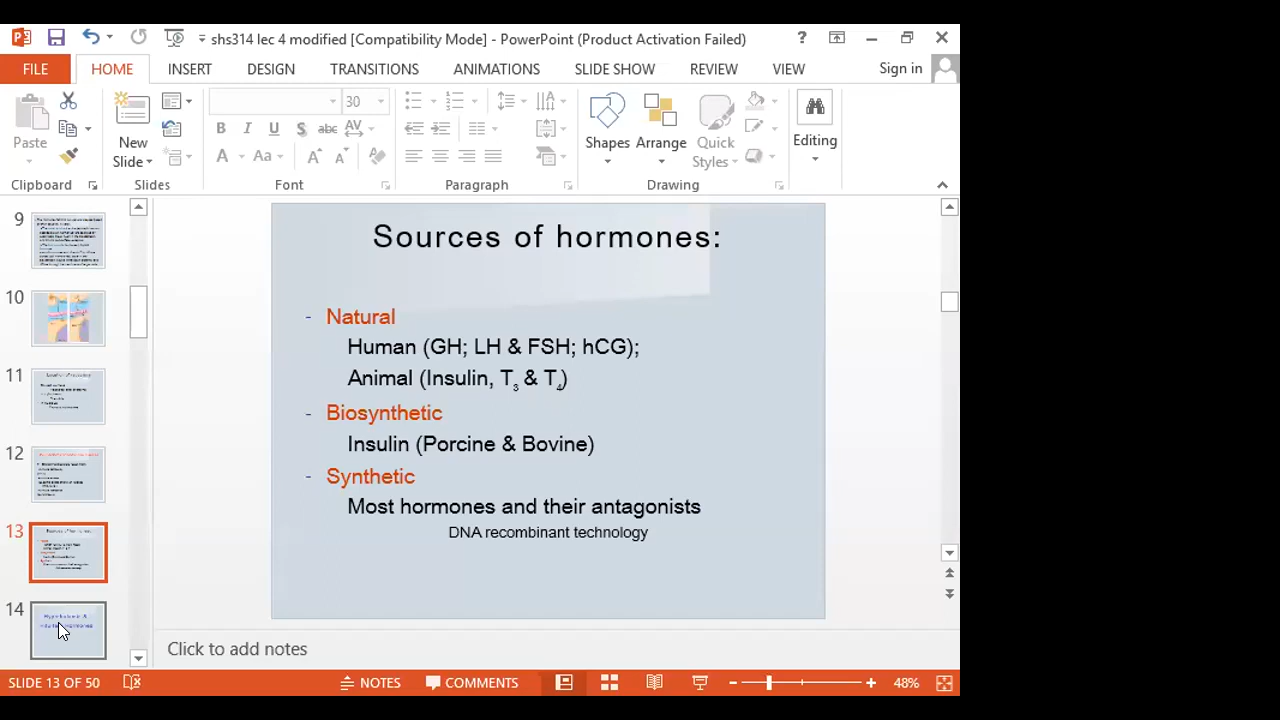 shs314 lec 4 modified [Compatibility Mode] - PowerPoint (Product Activation Failed)
?
FILE
HOME
INSERT
DESIGN
TRANSITIONS
ANIMATIONS
SLIDE SHOW
REVIEW
VIEW
Sign in
Paste
New
Slide
30
B I U S abc AV
A Aa A A
Shapes
Arrange
Quick
Styles
Editing
Clipboard
Slides
Font
Paragraph
Drawing
9
10
11
12
13
14
Sources of hormones:
- Natural
Human (GH; LH & FSH; hCG);
Animal (Insulin, T3 & T4)
- Biosynthetic
Insulin (Porcine & Bovine)
- Synthetic
Most hormones and their antagonists
DNA recombinant technology
Click to add notes
SLIDE 13 OF 50
NOTES
COMMENTS
48%